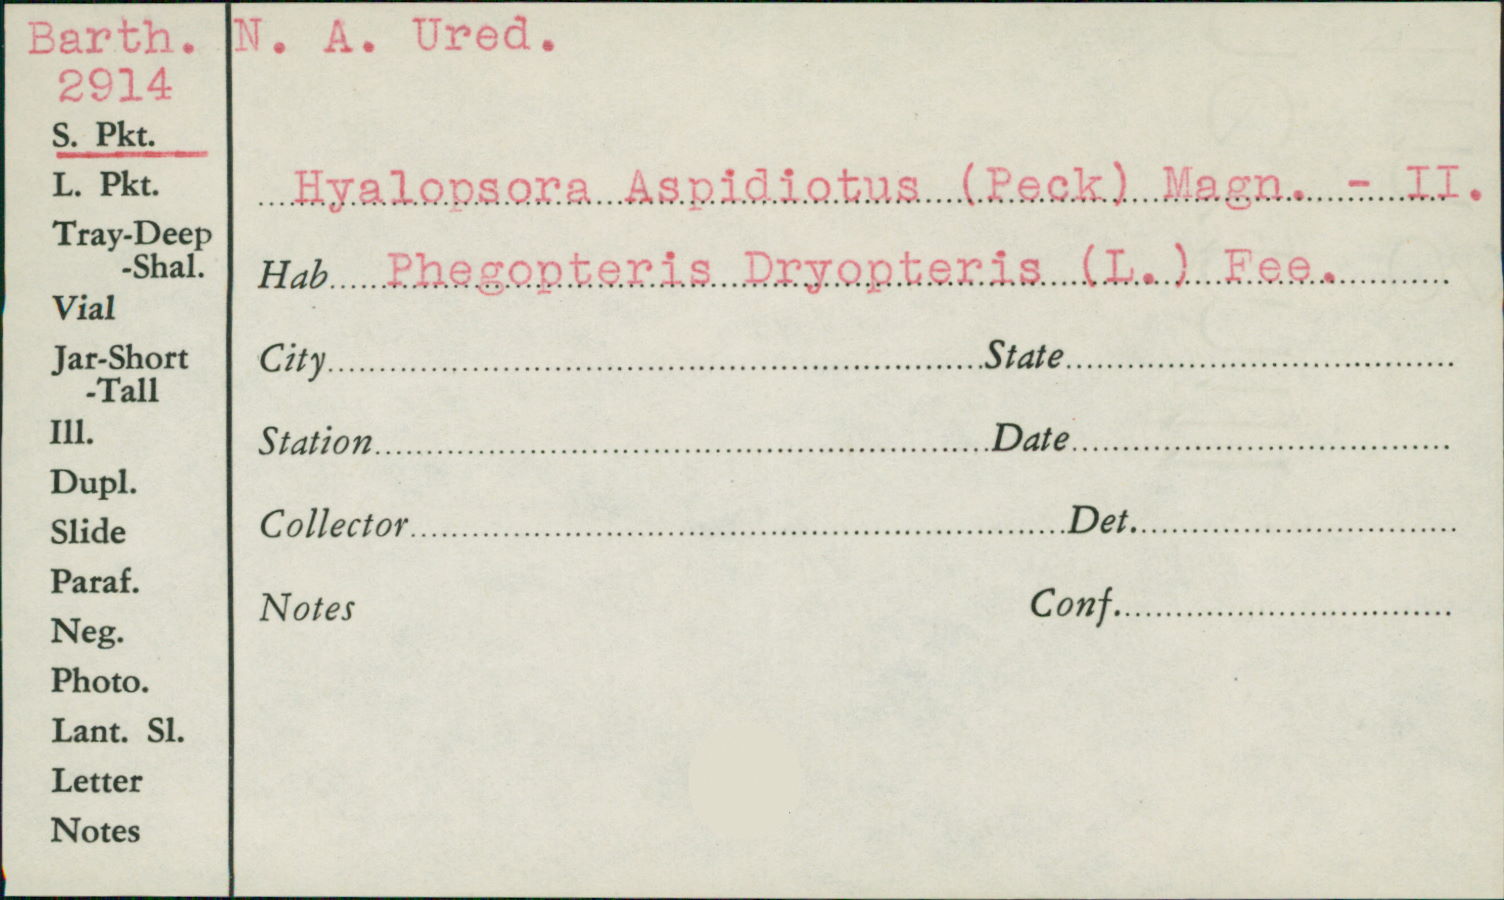 Barth. N. A. Ured.
2914
S. Pkt.
L. Pkt.
Tray-Deep
-Shal.
Vial
Jar-Short
-Tall
Ill.
Dupl.
Slide
Paraf.
Neg.
Photo.
Lant. Sl.
Letter
Notes
Hyalopsora Aspidiotus (Peck) Magn. - II.
Hab Phegopteris Dryopteris (L.) Fee.
City State
Station Date
Collector Det.
Notes Conf.